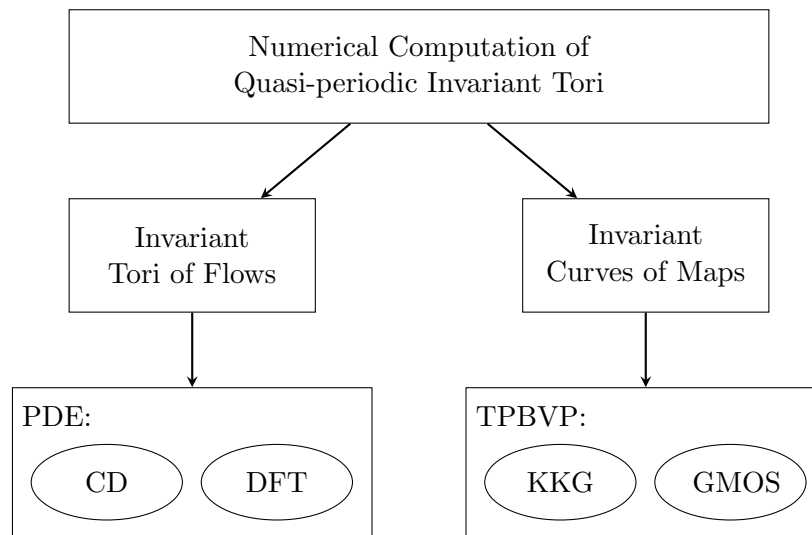 Numerical Computation of
Quasi-periodic Invariant Tori
Invariant
Tori of Flows
Invariant
Curves of Maps
PDE:
CD
DFT
TPBVP:
KKG
GMOS